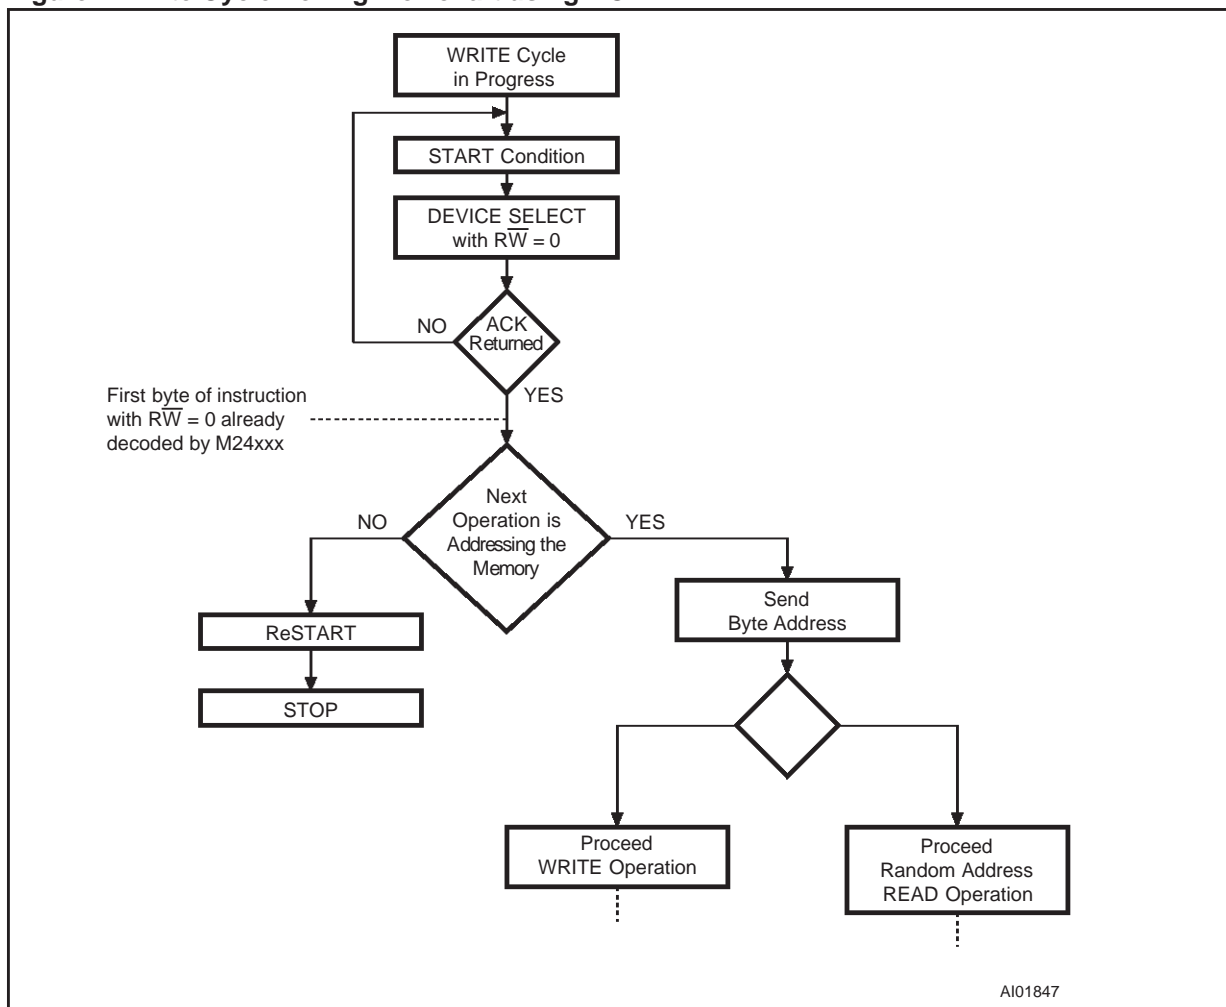 WRITE Cycle
in Progress
START Condition
DEVICE SELECT
with RW̅ = 0
ACK
Returned
NO
YES
First byte of instruction
with RW̅ = 0 already
decoded by M24xxx
Next
Operation is
Addressing the
Memory
NO
YES
ReSTART
STOP
Send
Byte Address
Proceed
WRITE Operation
Proceed
Random Address
READ Operation
AI01847